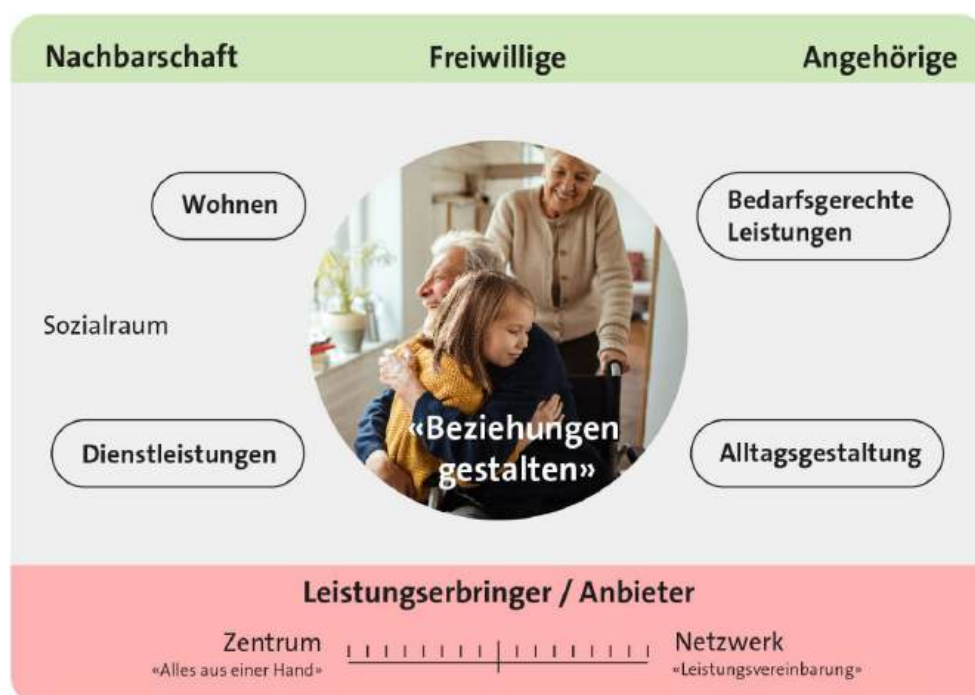 Nachbarschaft
Freiwillige
Angehörige
Wohnen
Bedarfsgerechte
Leistungen
Sozialraum
«Beziehungen
gestalten»
Dienstleistungen
Alltagsgestaltung
Leistungserbringer / Anbieter
Zentrum
«Alles aus einer Hand»
Netzwerk
«Leistungsvereinbarung»